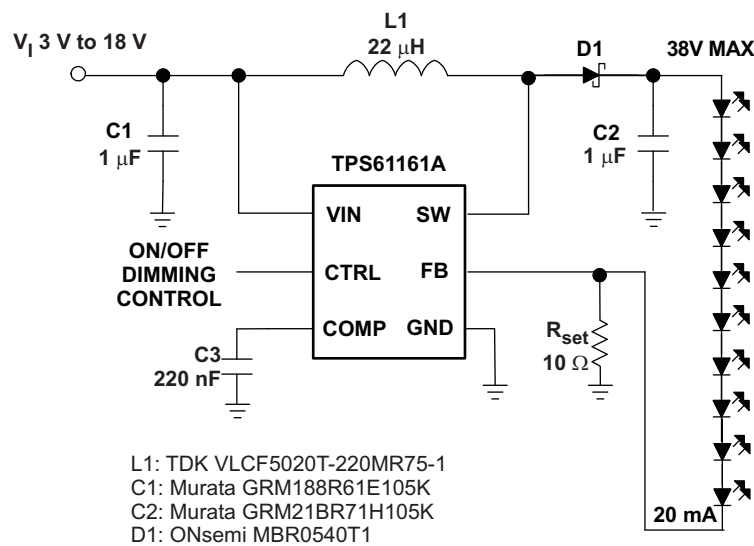 L1
22 μH
V_I 3 V to 18 V
D1
38V MAX
C1
1 μF
C2
1 μF
TPS61161A
VIN
SW
ON/OFF
DIMMING
CONTROL
CTRL
FB
COMP
GND
R_set
10 Ω
C3
220 nF
L1: TDK VLCF5020T-220MR75-1
C1: Murata GRM188R61E105K
C2: Murata GRM21BR71H105K
D1: ONsemi MBR0540T1
20 mA